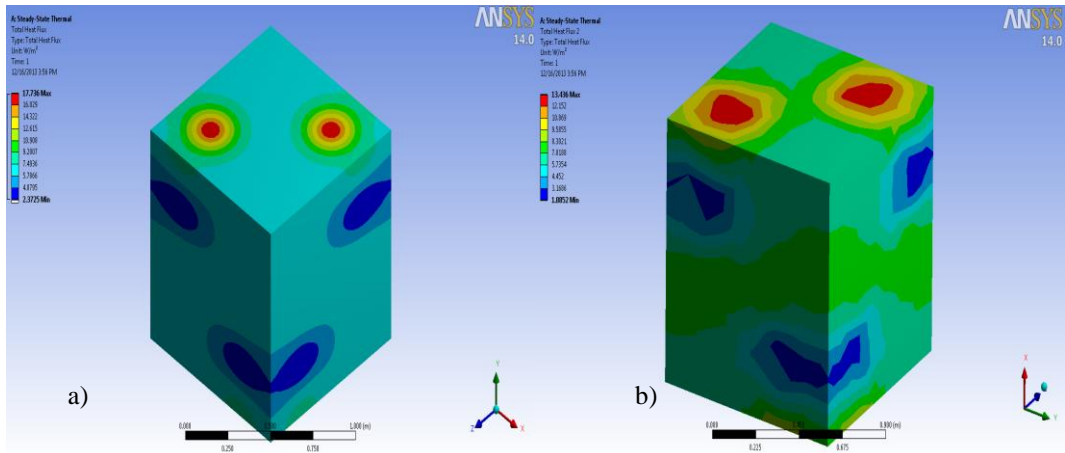 A: Steady-State Thermal
Total Heat Flux
Type: Total Heat Flux
Unit: W/m²
Time: 1
12/16/2013 3:56 PM
17.736 Max
16.029
14.322
12.615
10.908
9.2007
7.4936
5.7866
4.0795
2.3725 Min
ANSYS
14.0
a)
0.000
1.000 (m)
0.250
0.750
Y
Z
X
A: Steady-State Thermal
Total Heat Flux 2
Type: Total Heat Flux
Unit: W/m²
Time: 1
12/16/2013 3:56 PM
13.436 Max
12.152
10.869
9.5855
8.3021
7.0188
5.7354
4.452
3.1686
1.8852 Min
ANSYS
14.0
b)
0.000
0.900 (m)
0.225
0.675
X
Y